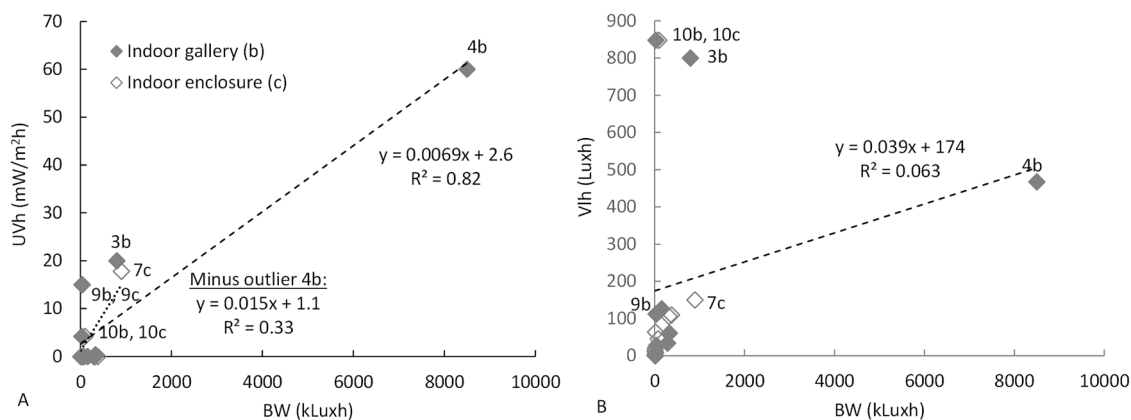 70
60
50
40
30
20
10
0
UVh (mW/m²h)
Indoor gallery (b)
Indoor enclosure (c)
4b
y = 0.0069x + 2.6
R² = 0.82
3b
7c
9b, 9c
10b, 10c
Minus outlier 4b:
y = 0.015x + 1.1
R² = 0.33
0 2000 4000 6000 8000 10000
BW (kLuxh)
A
1000
900
800
700
600
500
400
300
200
100
0
VIh (Luxh)
10b, 10c
3b
y = 0.039x + 174
R² = 0.063
4b
9b
7c
0 2000 4000 6000 8000 10000
BW (kLuxh)
B